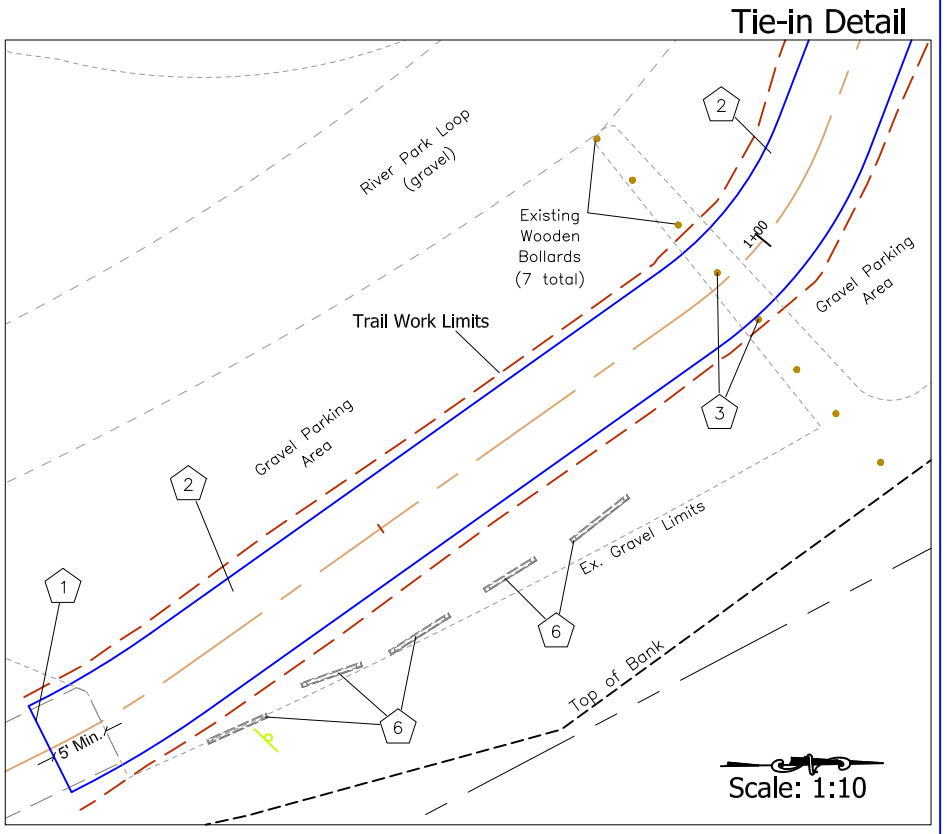 Tie-in Detail
River Park Loop
(gravel)
2
Existing
Wooden
Bollards
(7 total)
1+00
Gravel Parking
Area
Trail Work Limits
3
Gravel Parking
Area
2
Ex. Gravel Limits
1
6
Top of Bank
6
5' Min.
Scale: 1:10